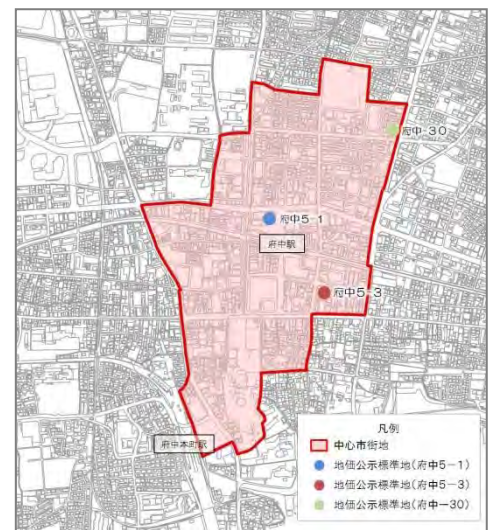 府中-30
府中5-1
府中駅
府中5-3
府中本町駅
凡例
中心市街地
地価公示標準地(府中5-1)
地価公示標準地(府中5-3)
地価公示標準地(府中-30)